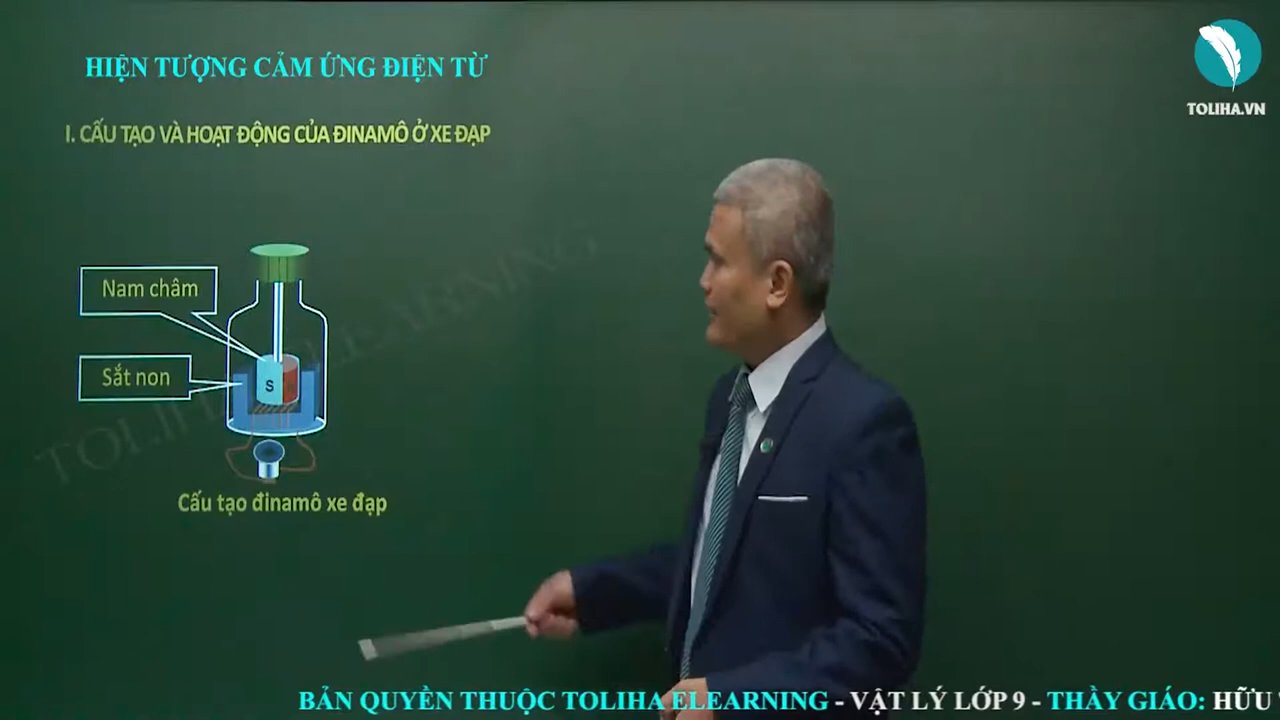 HIỆN TƯỢNG CẢM ỨNG ĐIỆN TỪ
TOLIHA.VN
I. CẤU TẠO VÀ HOẠT ĐỘNG CỦA ĐINAMÔ Ở XE ĐẠP
Nam châm
Sắt non
S
Cấu tạo đinamô xe đạp
BẢN QUYỀN THUỘC TOLIHA ELEARNING - VẬT LÝ LỚP 9 - THẦY GIÁO: HỮU